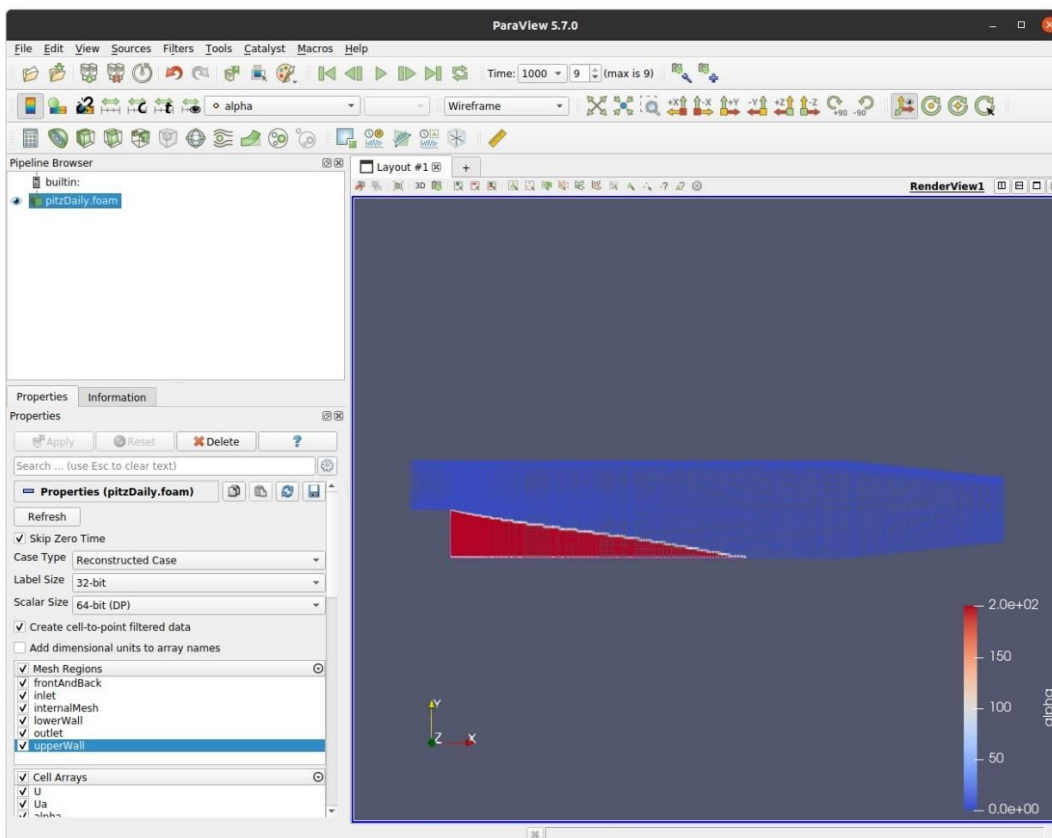 ParaView 5.7.0
File Edit View Sources Filters Tools Catalyst Macros Help
Time: 1000 9 (max is 9)
alpha Wireframe +X -X +Y -Y +Z -Z +90 -90
Pipeline Browser
builtin:
pitzDaily.foam
Layout #1 +
3D RenderView1
Properties Information
Properties
Apply Reset Delete ?
Search ... (use Esc to clear text)
Properties (pitzDaily.foam)
Refresh
Skip Zero Time
Case Type Reconstructed Case
Label Size 32-bit
Scalar Size 64-bit (DP)
Create cell-to-point filtered data
Add dimensional units to array names
Mesh Regions
frontAndBack
inlet
internalMesh
lowerWall
outlet
upperWall
Cell Arrays
U
Ua
alpha
Y
Z X
2.0e+02
150
100
50
0.0e+00
alpha